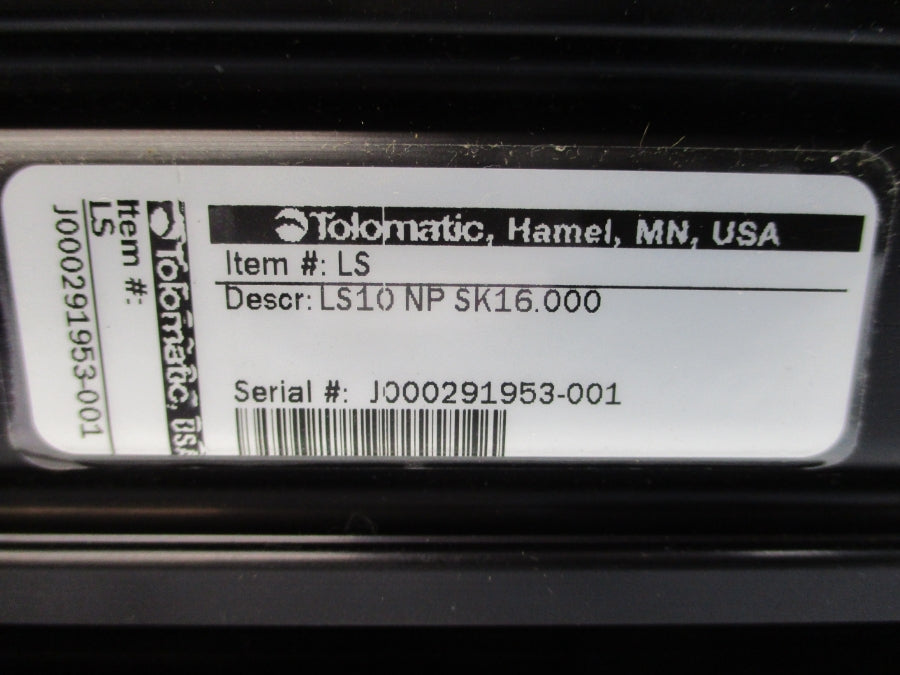 Tolomatic, Hamel, MN, USA
Item #: LS
Descr: LS10 NP SK16.000
Serial #: J000291953-001
Tolomatic, USA
Item #:
LS
J000291953-001